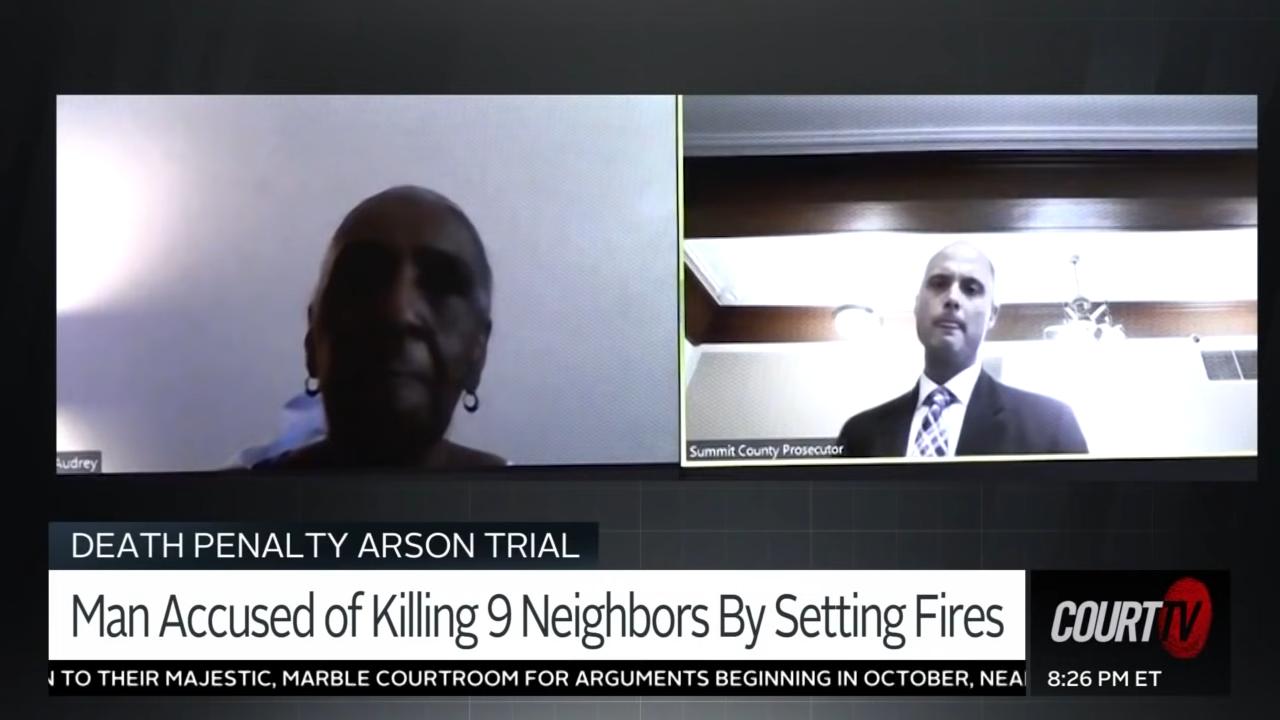 Audrey
Summit County Prosecutor
DEATH PENALTY ARSON TRIAL
Man Accused of Killing 9 Neighbors By Setting Fires
COURT TV
N TO THEIR MAJESTIC, MARBLE COURTROOM FOR ARGUMENTS BEGINNING IN OCTOBER, NEA
8:26 PM ET